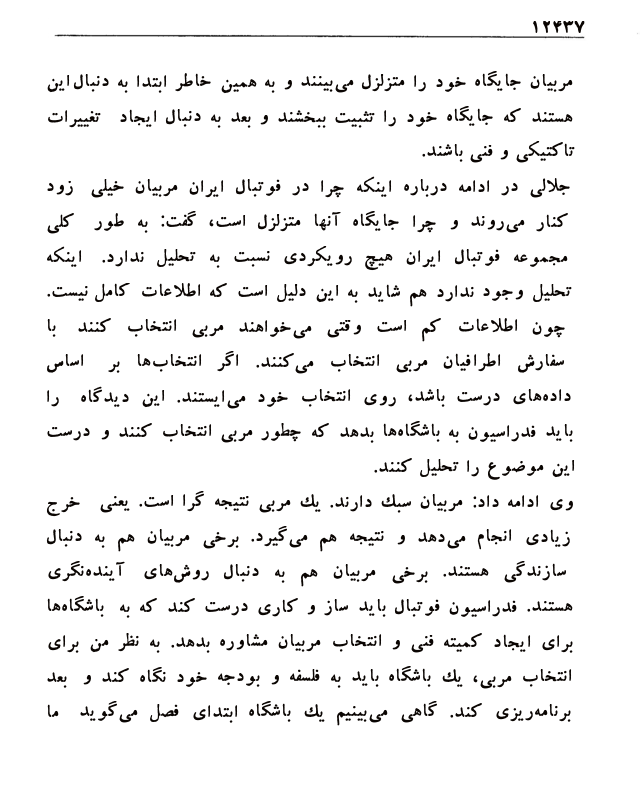 ۱۲۴۳۷
مربیان جایگاه خود را متزلزل می‌بینند و به همین خاطر ابتدا به دنبال این
هستند که جایگاه خود را تثبیت ببخشند و بعد به دنبال ایجاد تغییرات
تاکتیکی و فنی باشند.
جلالی در ادامه درباره اینکه چرا در فوتبال ایران مربیان خیلی زود
کنار می‌روند و چرا جایگاه آنها متزلزل است، گفت: به طور کلی
مجموعه فوتبال ایران هیچ رویکردی نسبت به تحلیل ندارد. اینکه
تحلیل وجود ندارد هم شاید به این دلیل است که اطلاعات کامل نیست.
چون اطلاعات کم است وقتی می‌خواهند مربی انتخاب کنند با
سفارش اطرافیان مربی انتخاب می‌کنند. اگر انتخاب‌ها بر اساس
داده‌های درست باشد، روی انتخاب خود می‌ایستند. این دیدگاه را
باید فدراسیون به باشگاه‌ها بدهد که چطور مربی انتخاب کنند و درست
این موضوع را تحلیل کنند.
وی ادامه داد: مربیان سبك دارند. یك مربی نتیجه گرا است. یعنی خرج
زیادی انجام می‌دهد و نتیجه هم می‌گیرد. برخی مربیان هم به دنبال
سازندگی هستند. برخی مربیان هم به دنبال روش‌های آینده‌نگری
هستند. فدراسیون فوتبال باید ساز و کاری درست کند که به باشگاه‌ها
برای ایجاد کمیته فنی و انتخاب مربیان مشاوره بدهد. به نظر من برای
انتخاب مربی، یك باشگاه باید به فلسفه و بودجه خود نگاه کند و بعد
برنامه‌ریزی کند. گاهی می‌بینیم یك باشگاه ابتدای فصل می‌گوید ما